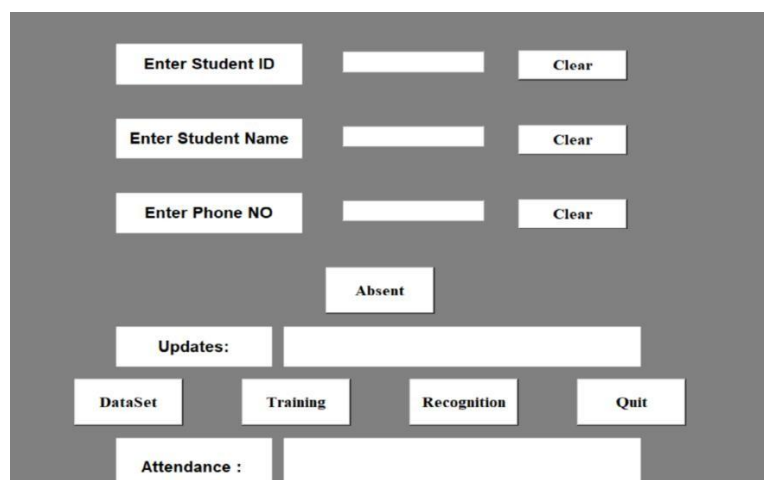 Enter Student ID Clear
Enter Student Name Clear
Enter Phone NO Clear
Absent
Updates:
DataSet Training Recognition Quit
Attendance :